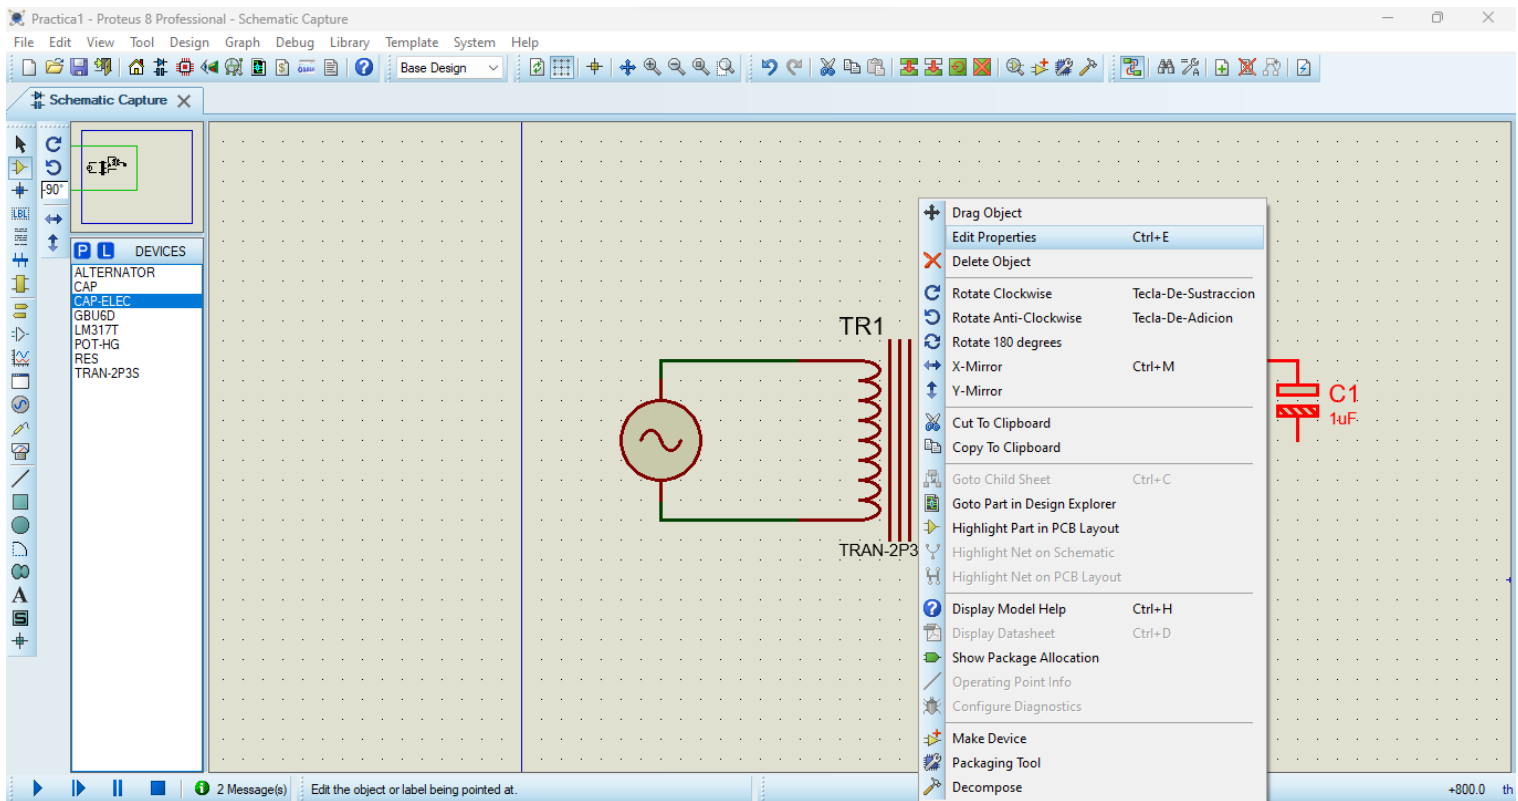 Practica1 - Proteus 8 Professional - Schematic Capture
File Edit View Tool Design Graph Debug Library Template System Help
Base Design
Schematic Capture
-90°
LBL
P L DEVICES
ALTERNATOR
CAP
CAP-ELEC
GBU6D
LM317T
POT-HG
RES
TRAN-2P3S
A
S
TR1
TRAN-2P3
C1
1uF
Drag Object
Edit Properties Ctrl+E
Delete Object
Rotate Clockwise Tecla-De-Sustraccion
Rotate Anti-Clockwise Tecla-De-Adicion
Rotate 180 degrees
X-Mirror Ctrl+M
Y-Mirror
Cut To Clipboard
Copy To Clipboard
Goto Child Sheet Ctrl+C
Goto Part in Design Explorer
Highlight Part in PCB Layout
Highlight Net on Schematic
Highlight Net on PCB Layout
Display Model Help Ctrl+H
Display Datasheet Ctrl+D
Show Package Allocation
Operating Point Info
Configure Diagnostics
Make Device
Packaging Tool
Decompose
2 Message(s) Edit the object or label being pointed at. +800.0 th